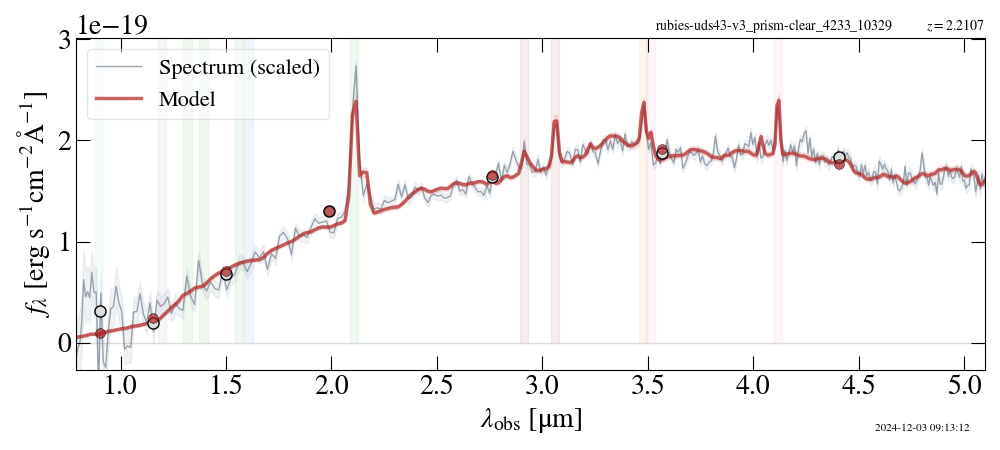 1e−19
rubies-uds43-v3_prism-clear_4233_10329 z = 2.2107
3
2
1
0
Spectrum (scaled)
Model
fλ [erg s⁻¹cm⁻²Å⁻¹]
1.0 1.5 2.0 2.5 3.0 3.5 4.0 4.5 5.0
λobs [μm]
2024-12-03 09:13:12